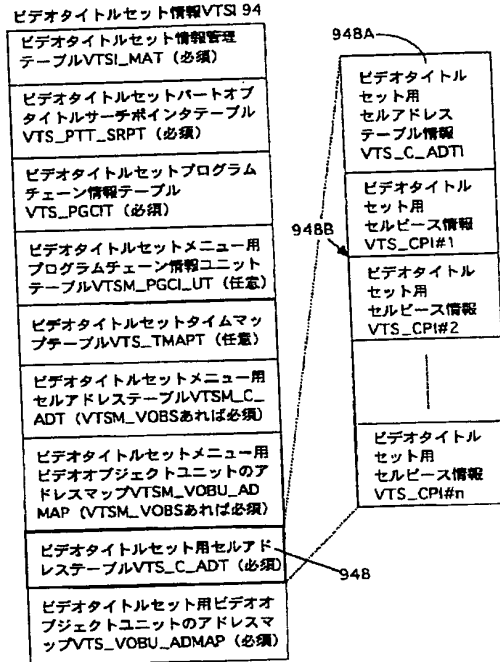 ビデオタイトルセット情報VTSI 94
ビデオタイトルセット情報管理
テーブルVTSI_MAT（必須）
ビデオタイトルセットパートオブ
タイトルサーチポインタテーブル
VTS_PTT_SRPT（必須）
ビデオタイトルセットプログラム
チェーン情報テーブル
VTS_PGCIT（必須）
ビデオタイトルセットメニュー用
プログラムチェーン情報ユニット
テーブルVTSM_PGCI_UT（任意）
ビデオタイトルセットタイムマッ
プテーブルVTS_TMAPT（任意）
ビデオタイトルセットメニュー用
セルアドレステーブルVTSM_C_
ADT（VTSM_VOBSあれば必須）
ビデオタイトルセットメニュー用
ビデオオブジェクトユニットのア
ドレスマップVTSM_VOBU_AD
MAP（VTSM_VOBSあれば必須）
ビデオタイトルセット用セルアド
レステーブルVTS_C_ADT（必須）
ビデオタイトルセット用ビデオオ
ブジェクトユニットのアドレスマ
ップVTS_VOBU_ADMAP（必須）
948A
ビデオタイトル
セット用
セルアドレス
テーブル情報
VTS_C_ADTI
948B
ビデオタイトル
セット用
セルピース情報
VTS_CPI#1
ビデオタイトル
セット用
セルピース情報
VTS_CPI#2
ビデオタイトル
セット用
セルピース情報
VTS_CPI#n
948